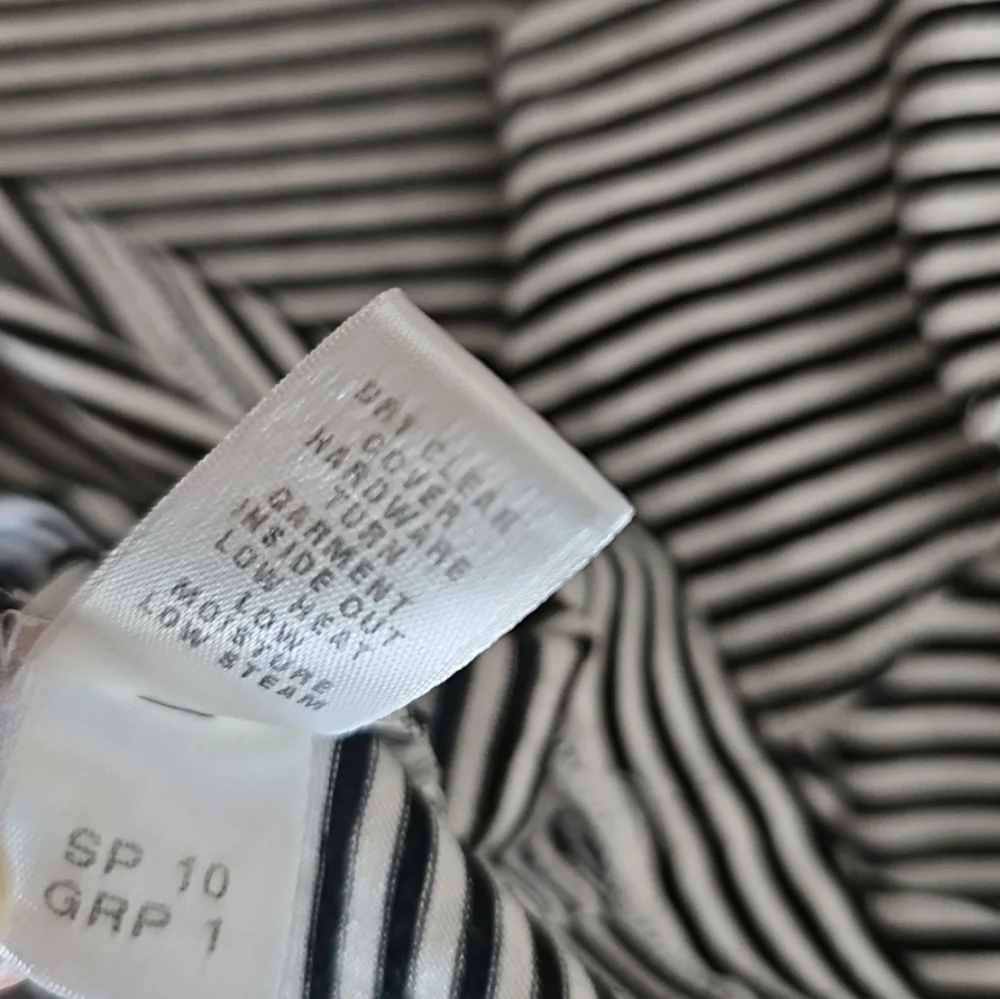 DRY CLEAN
COVER
HARDWARE
TURN
GARMENT
INSIDE OUT
LOW HEAT
LOW
MOISTURE
LOW STEAM
SP 10
GRP 1